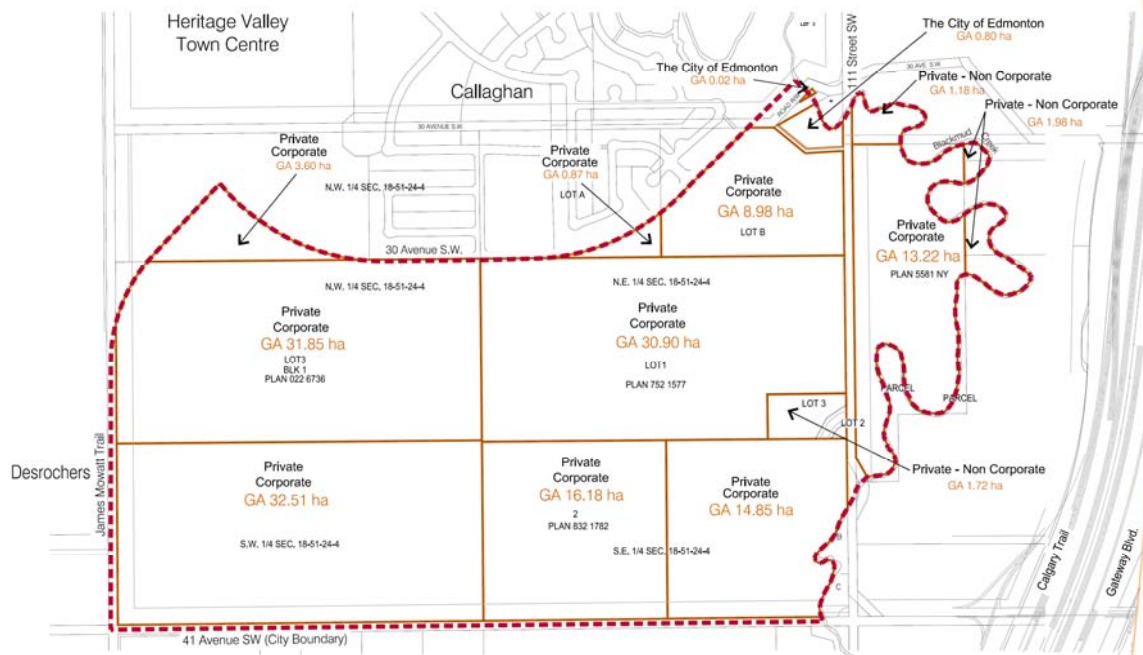 Heritage Valley
Town Centre
LOT 3
111 Street SW
The City of Edmonton
GA 0.80 ha
The City of Edmonton
GA 0.02 ha
30 AVE. S.W.
Private - Non Corporate
GA 1.18 ha
Private - Non Corporate
GA 1.98 ha
Callaghan
30 AVENUE S.W.
Blackmud Creek
Private
Corporate
GA 3.60 ha
N.W. 1/4 SEC. 18-51-24-4
Private
Corporate
GA 0.87 ha
LOT A
Private
Corporate
GA 8.98 ha
LOT B
30 Avenue S.W.
Private
Corporate
GA 13.22 ha
PLAN 5581 NY
N.W. 1/4 SEC. 18-51-24-4
Private
Corporate
GA 31.85 ha
LOT3
BLK 1
PLAN 022 6736
N.E. 1/4 SEC. 18-51-24-4
Private
Corporate
GA 30.90 ha
LOT1
PLAN 752 1577
PARCEL
PARCEL
LOT 3
LOT 2
Private - Non Corporate
GA 1.72 ha
Desrochers
James Mowatt Trail
Private
Corporate
GA 32.51 ha
S.W. 1/4 SEC. 18-51-24-4
Private
Corporate
GA 16.18 ha
2
PLAN 832 1782
Private
Corporate
GA 14.85 ha
S.E. 1/4 SEC. 18-51-24-4
B
C
Calgary Trail
Gateway Blvd.
41 Avenue SW (City Boundary)